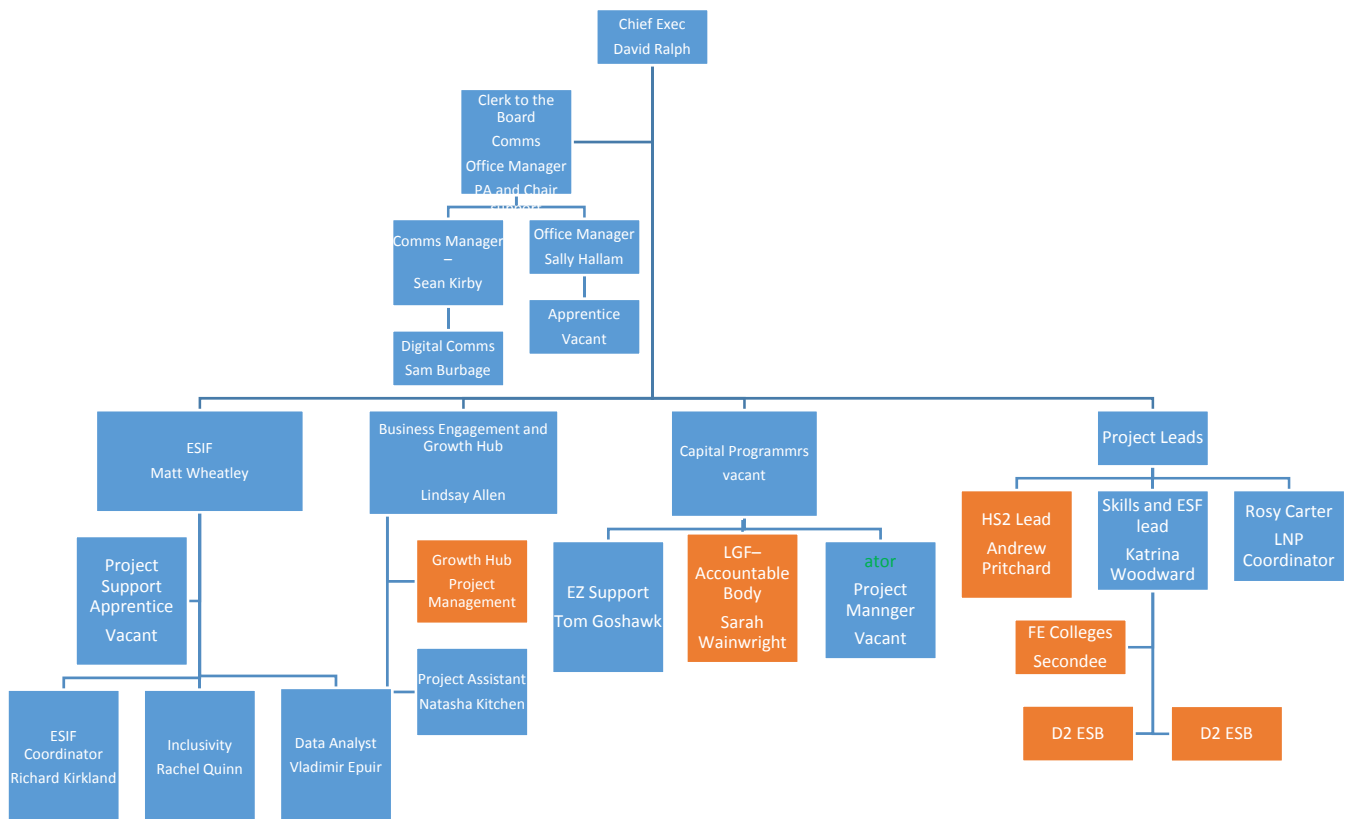 Chief Exec
David Ralph
Clerk to the
Board
Comms
Office Manager
PA and Chair
support
Comms Manager
–
Sean Kirby
Office Manager
Sally Hallam
Digital Comms
Sam Burbage
Apprentice
Vacant
ESIF
Matt Wheatley
Business Engagement and
Growth Hub
Lindsay Allen
Capital Programmrs
vacant
Project Leads
Project
Support
Apprentice
Vacant
Growth Hub
Project
Management
EZ Support
Tom Goshawk
LGF–
Accountable
Body
Sarah
Wainwright
ator
Project
Mannger
Vacant
HS2 Lead
Andrew
Pritchard
Skills and ESF
lead
Katrina
Woodward
Rosy Carter
LNP
Coordinator
FE Colleges
Secondee
ESIF
Coordinator
Richard Kirkland
Inclusivity
Rachel Quinn
Data Analyst
Vladimir Epuir
Project Assistant
Natasha Kitchen
D2 ESB
D2 ESB